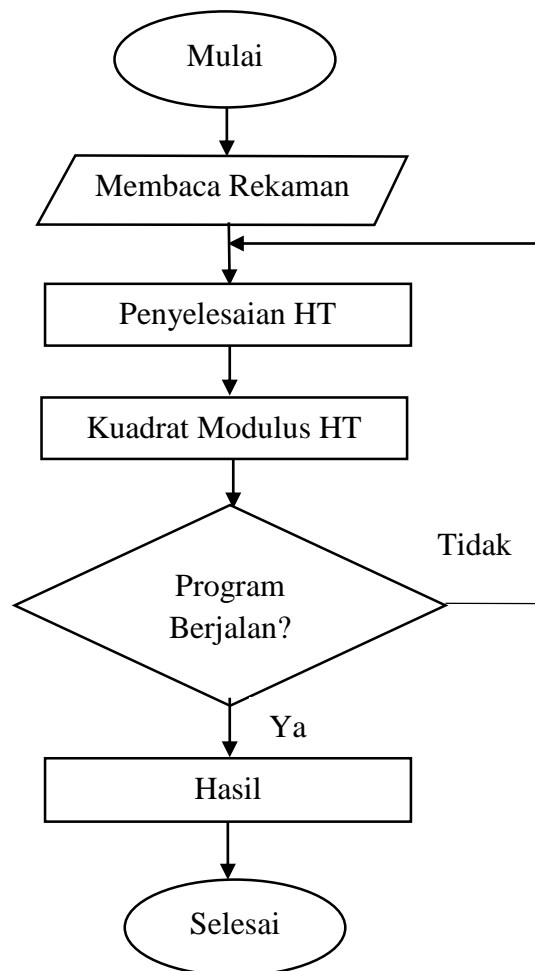 Mulai
Membaca Rekaman
Penyelesaian HT
Kuadrat Modulus HT
Tidak
Program
Berjalan?
Ya
Hasil
Selesai